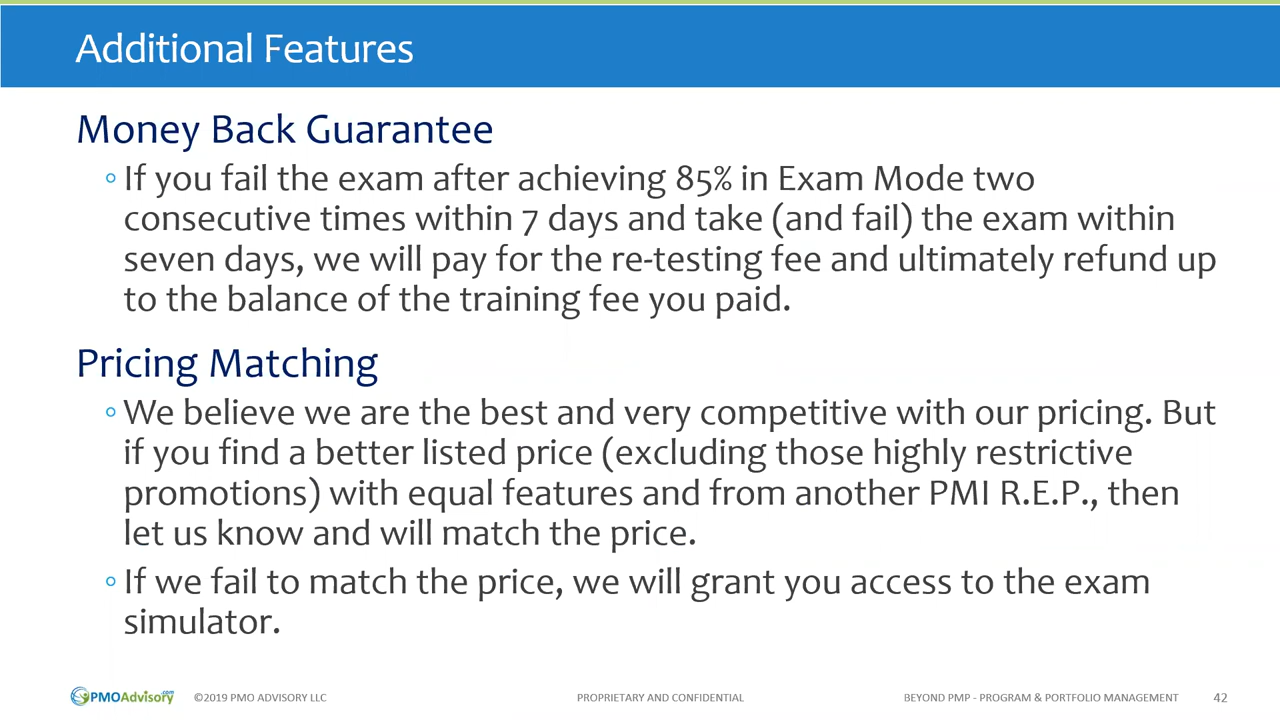 Additional Features
Money Back Guarantee
◦ If you fail the exam after achieving 85% in Exam Mode two
consecutive times within 7 days and take (and fail) the exam within
seven days, we will pay for the re-testing fee and ultimately refund up
to the balance of the training fee you paid.
Pricing Matching
◦ We believe we are the best and very competitive with our pricing. But
if you find a better listed price (excluding those highly restrictive
promotions) with equal features and from another PMI R.E.P., then
let us know and will match the price.
◦ If we fail to match the price, we will grant you access to the exam
simulator.
PMOAdvisory.com ©2019 PMO ADVISORY LLC PROPRIETARY AND CONFIDENTIAL BEYOND PMP - PROGRAM & PORTFOLIO MANAGEMENT 42